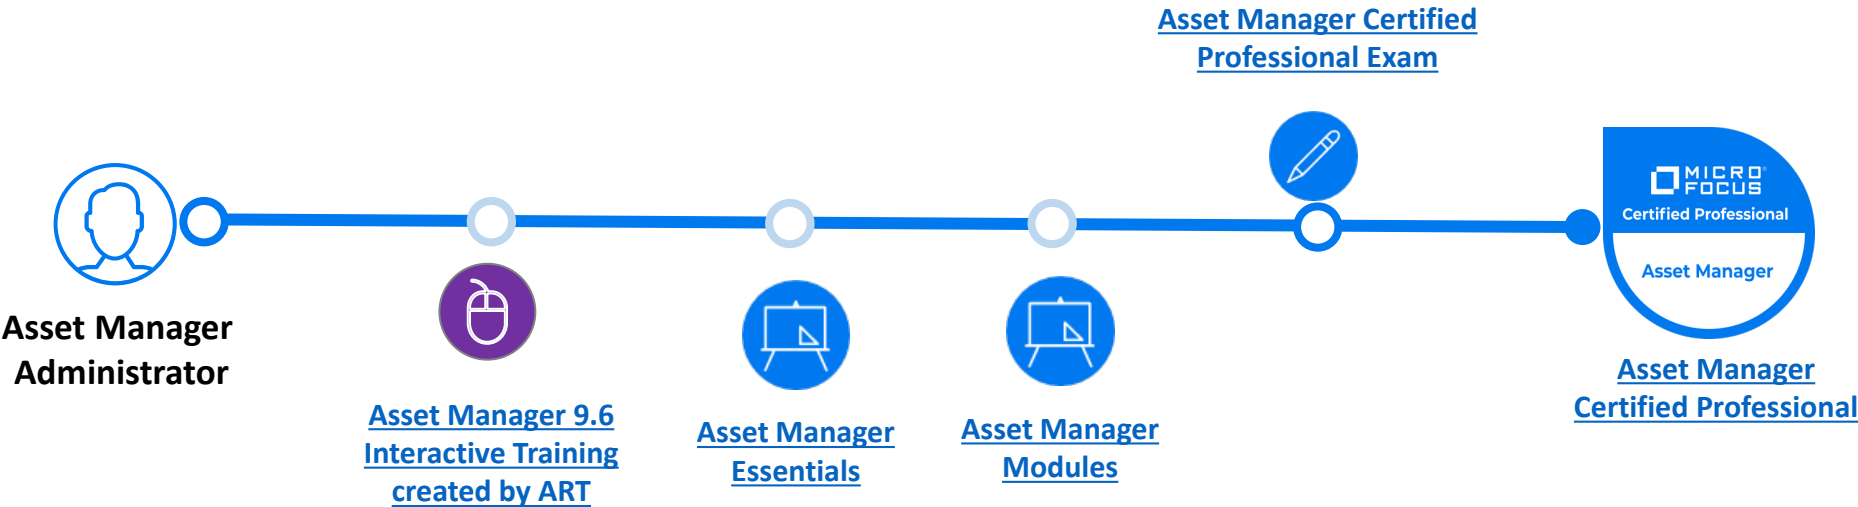 Asset Manager Certified
Professional Exam
MICRO
FOCUS
Certified Professional
Asset Manager
Asset Manager
Administrator
Asset Manager 9.6
Interactive Training
created by ART
Asset Manager
Essentials
Asset Manager
Modules
Asset Manager
Certified Professional